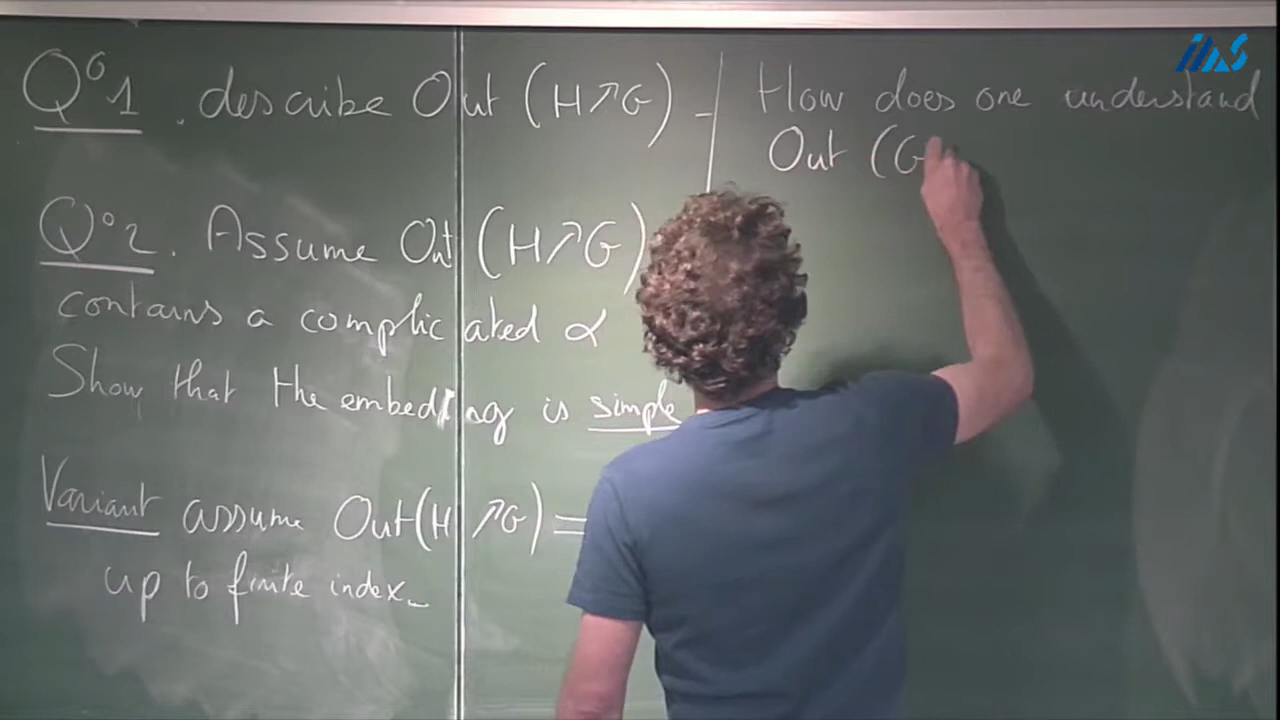 Q°1. describe Out (H↗G) -
Q°2. Assume Out (H↗G)
contains a complicated α
Show that the embedding is simple
Variant assume Out(H↗G) =
up to finite index.
How does one understand
Out (G
IHES